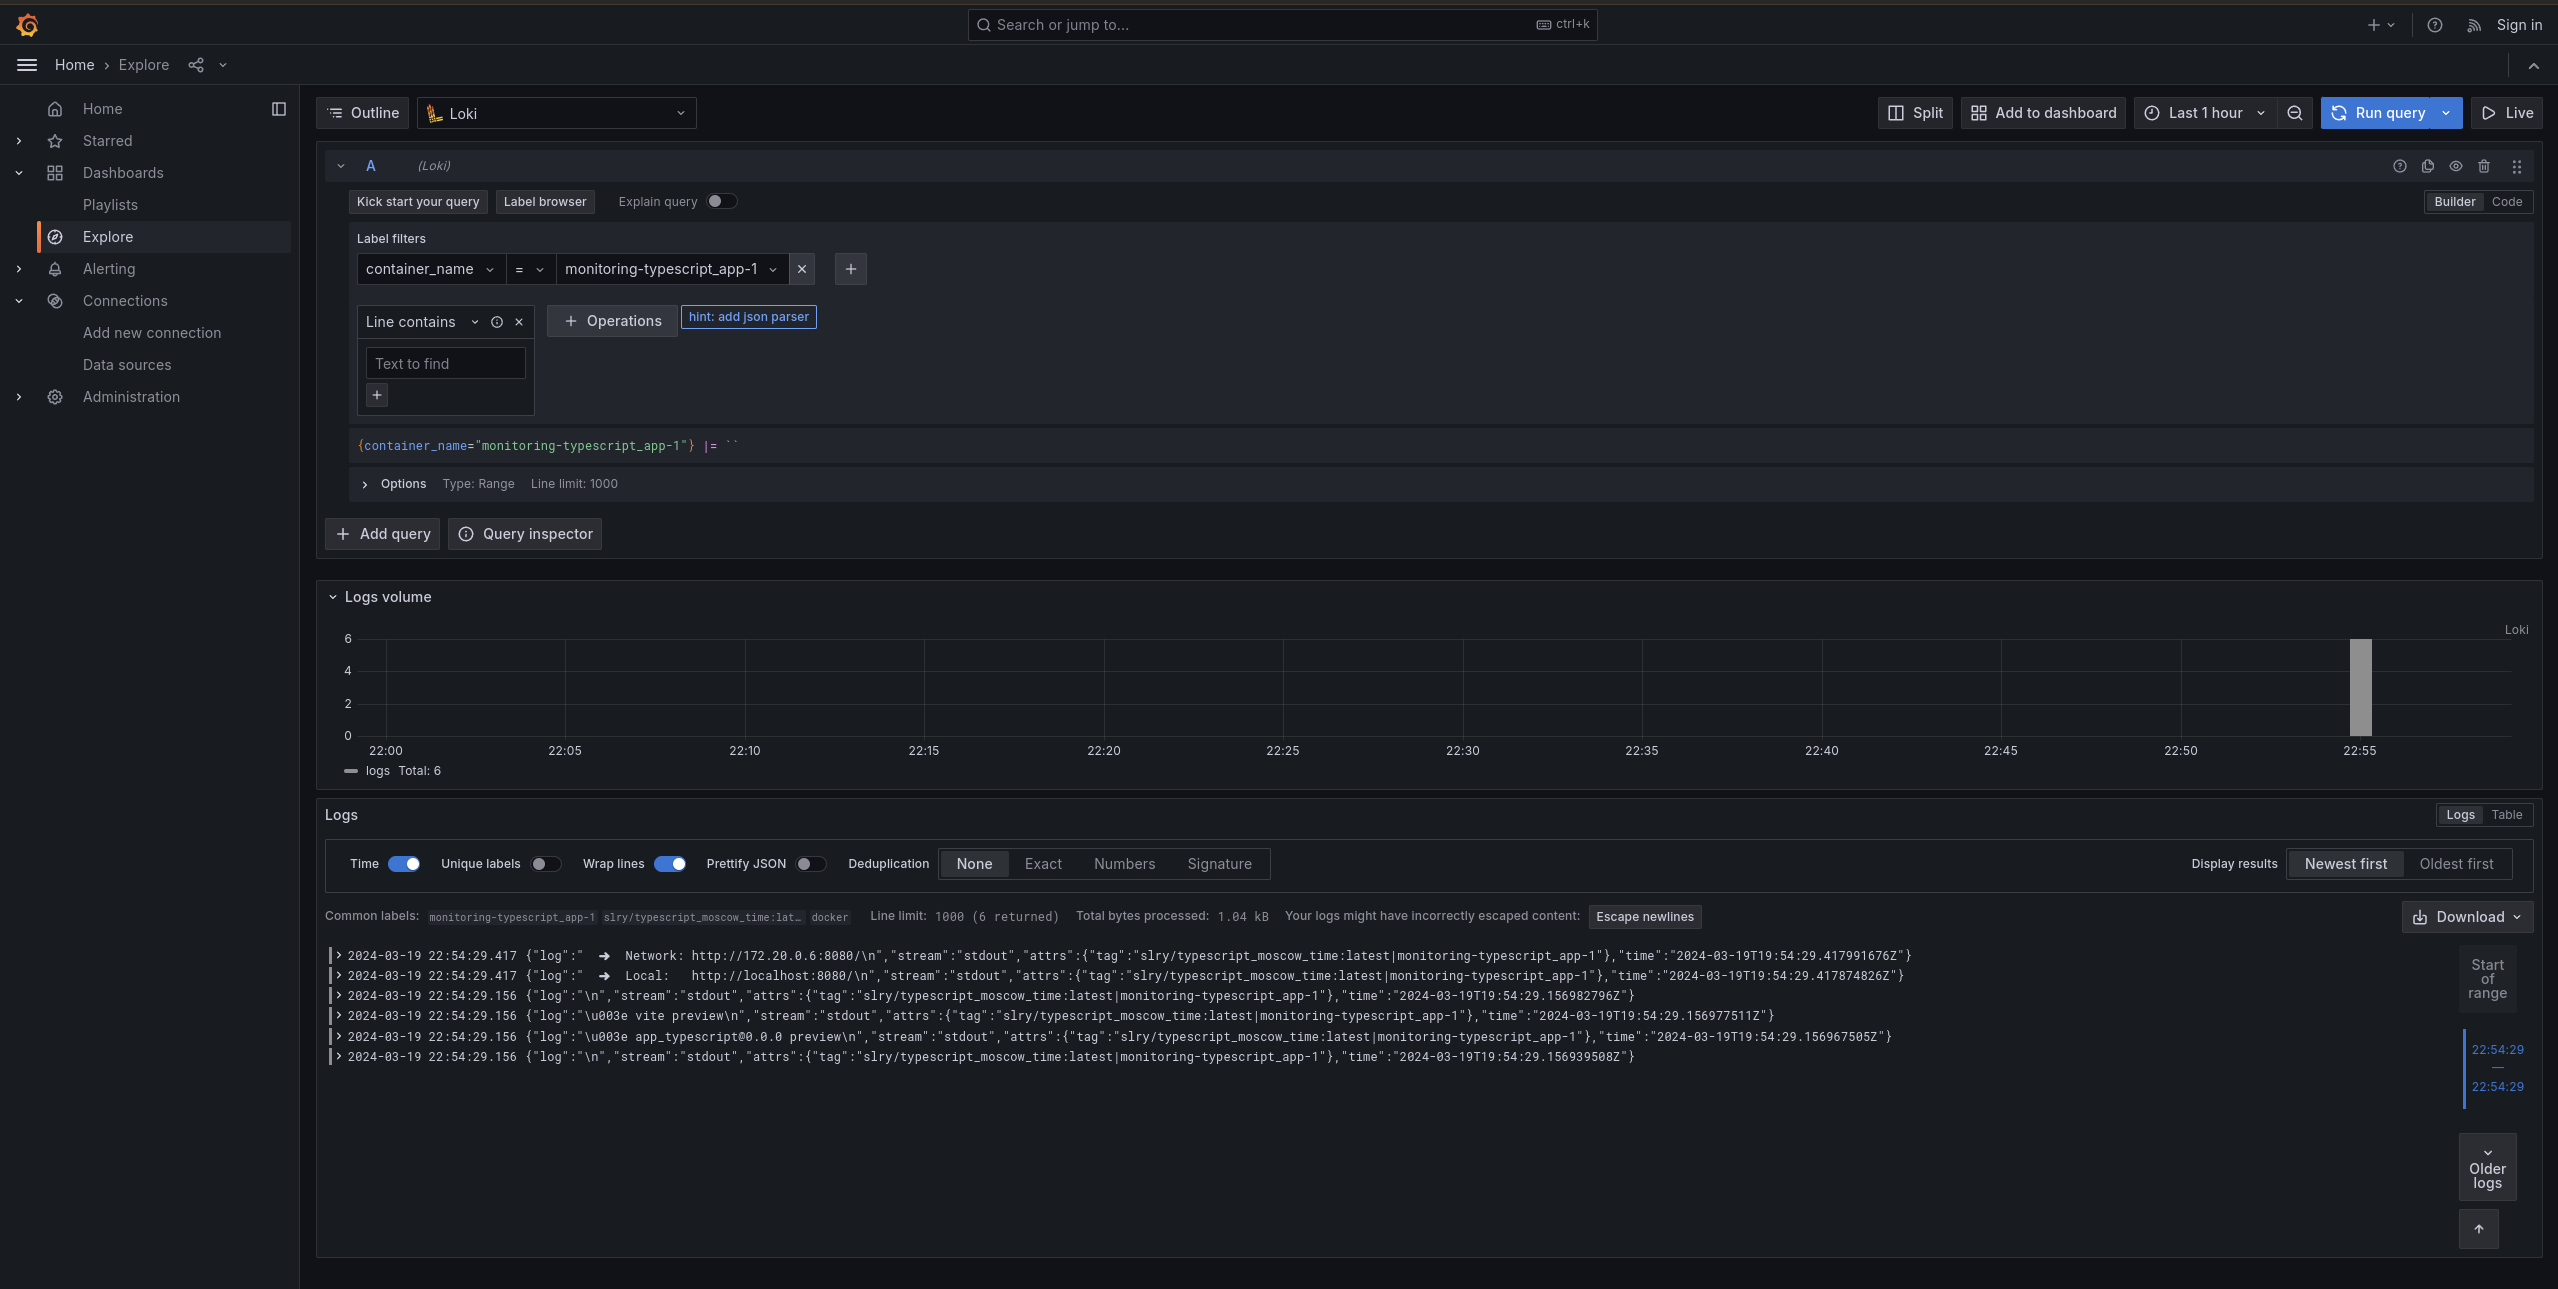 Search or jump to... ctrl+k Sign in
Home › Explore
Home
Starred
Dashboards
Playlists
Explore
Alerting
Connections
Add new connection
Data sources
Administration
Outline Loki Split Add to dashboard Last 1 hour Run query Live
A (Loki)
Kick start your query Label browser Explain query Builder Code
Label filters
container_name = monitoring-typescript_app-1
Line contains Operations hint: add json parser
Text to find
{container_name="monitoring-typescript_app-1"} |= ``
Options Type: Range Line limit: 1000
Add query Query inspector
Logs volume
Loki
6
4
2
0
22:00 22:05 22:10 22:15 22:20 22:25 22:30 22:35 22:40 22:45 22:50 22:55
logs Total: 6
Logs Logs Table
Time Unique labels Wrap lines Prettify JSON Deduplication None Exact Numbers Signature Display results Newest first Oldest first
Common labels: monitoring-typescript_app-1 slry/typescript_moscow_time:lat… docker Line limit: 1000 (6 returned) Total bytes processed: 1.04 kB Your logs might have incorrectly escaped content: Escape newlines Download
2024-03-19 22:54:29.417 {"log":"  ➜  Network: http://172.20.0.6:8080/\n","stream":"stdout","attrs":{"tag":"slry/typescript_moscow_time:latest|monitoring-typescript_app-1"},"time":"2024-03-19T19:54:29.417991676Z"}
2024-03-19 22:54:29.417 {"log":"  ➜  Local:   http://localhost:8080/\n","stream":"stdout","attrs":{"tag":"slry/typescript_moscow_time:latest|monitoring-typescript_app-1"},"time":"2024-03-19T19:54:29.417874826Z"}
2024-03-19 22:54:29.156 {"log":"\n","stream":"stdout","attrs":{"tag":"slry/typescript_moscow_time:latest|monitoring-typescript_app-1"},"time":"2024-03-19T19:54:29.156982796Z"}
2024-03-19 22:54:29.156 {"log":"\u003e vite preview\n","stream":"stdout","attrs":{"tag":"slry/typescript_moscow_time:latest|monitoring-typescript_app-1"},"time":"2024-03-19T19:54:29.156977511Z"}
2024-03-19 22:54:29.156 {"log":"\u003e app_typescript@0.0.0 preview\n","stream":"stdout","attrs":{"tag":"slry/typescript_moscow_time:latest|monitoring-typescript_app-1"},"time":"2024-03-19T19:54:29.156967505Z"}
2024-03-19 22:54:29.156 {"log":"\n","stream":"stdout","attrs":{"tag":"slry/typescript_moscow_time:latest|monitoring-typescript_app-1"},"time":"2024-03-19T19:54:29.156939508Z"}
Start
of
range
22:54:29
—
22:54:29
Older
logs